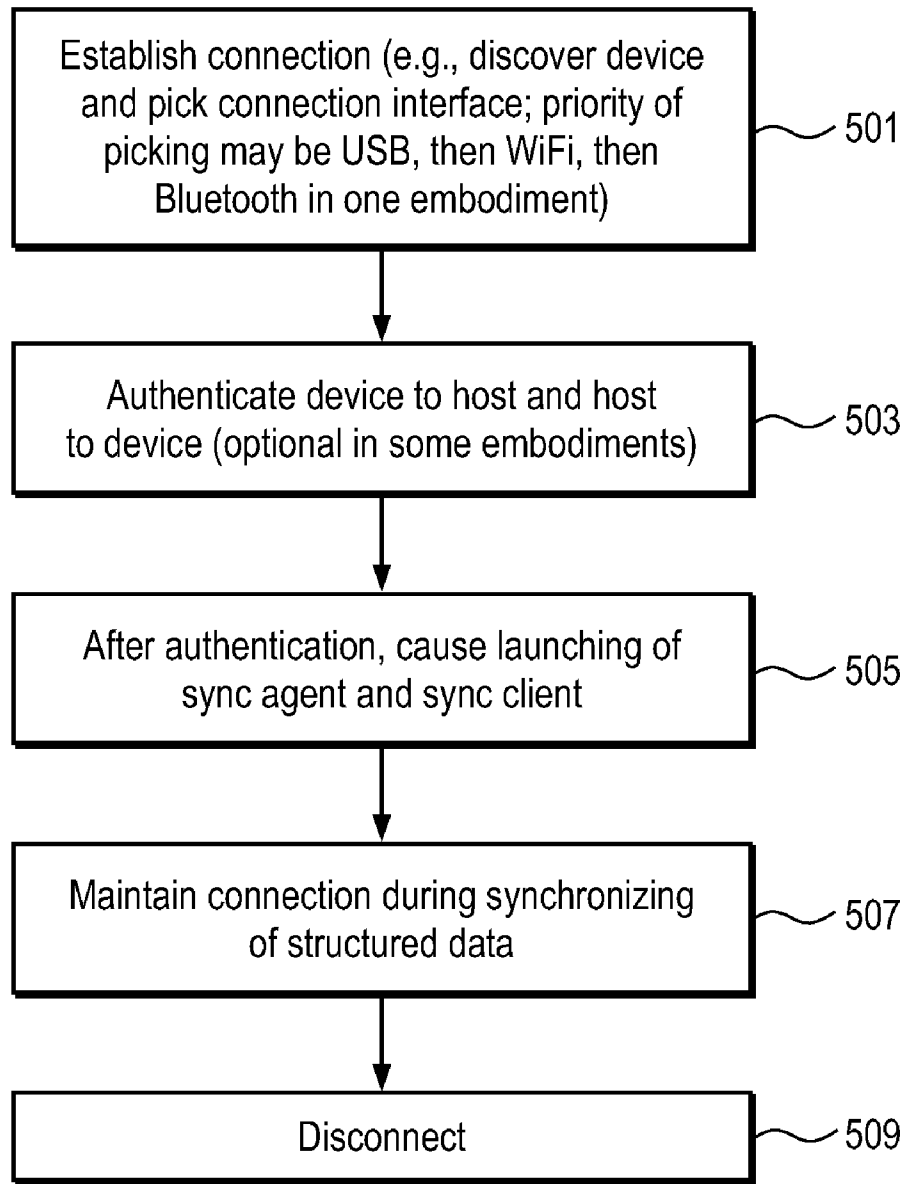 Establish connection (e.g., discover device
and pick connection interface; priority of
picking may be USB, then WiFi, then
Bluetooth in one embodiment)
501
Authenticate device to host and host
to device (optional in some embodiments)
503
After authentication, cause launching of
sync agent and sync client
505
Maintain connection during synchronizing
of structured data
507
Disconnect
509